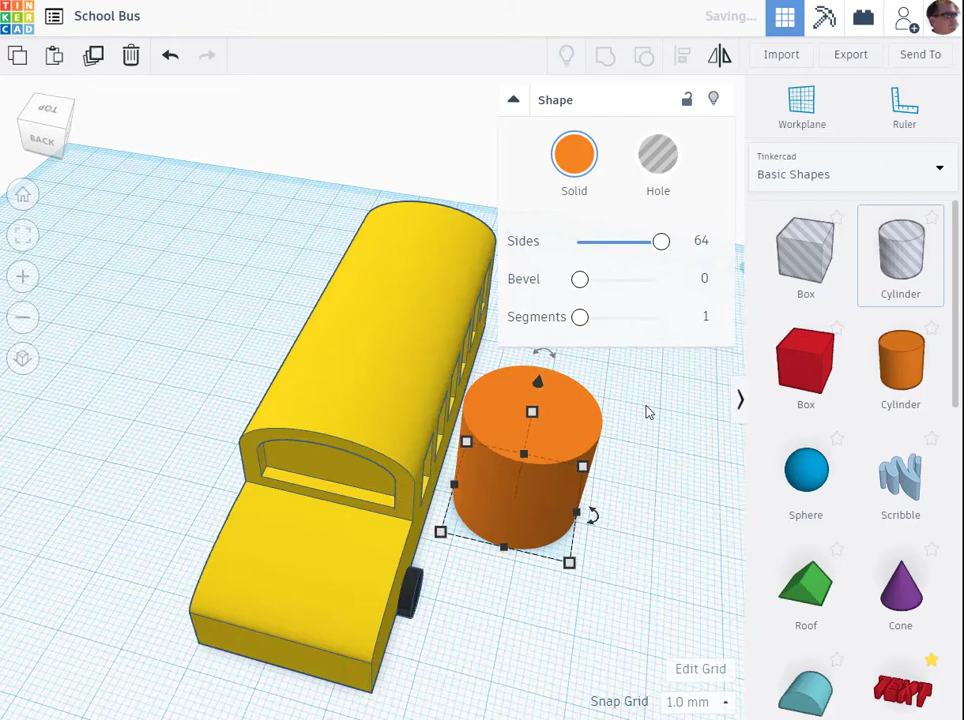 TIN
KER
CAD
School Bus
Saving...
Import
Export
Send To
TOP
BACK
Shape
Solid
Hole
Sides
64
Bevel
0
Segments
1
Workplane
Ruler
Tinkercad
Basic Shapes
Box
Cylinder
Box
Cylinder
Sphere
Scribble
Roof
Cone
TEXT
Edit Grid
Snap Grid
1.0 mm